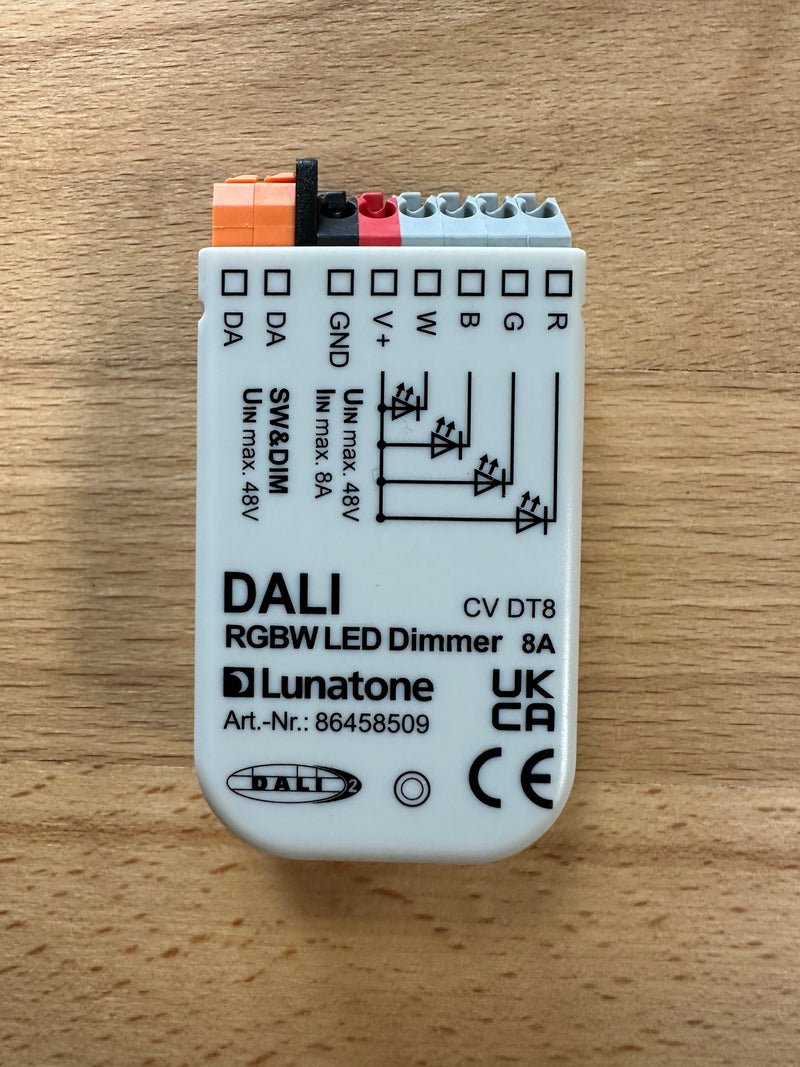 DA
DA
GND
V+
W
B
G
R
SW&DIM
UIN max. 48V
UIN max. 48V
IIN max. 8A
DALI
CV DT8
RGBW LED Dimmer 8A
Lunatone
Art.-Nr.: 86458509
UK
CA
DALI 2
CE